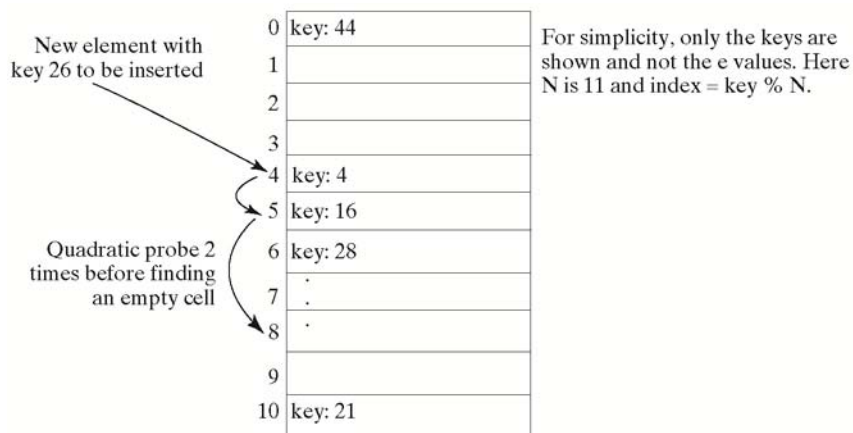 New element with
key 26 to be inserted
0 key: 44
1
2
3
4 key: 4
5 key: 16
6 key: 28
7 .
.
8 .
9
10 key: 21
Quadratic probe 2
times before finding
an empty cell
For simplicity, only the keys are
shown and not the e values. Here
N is 11 and index = key % N.